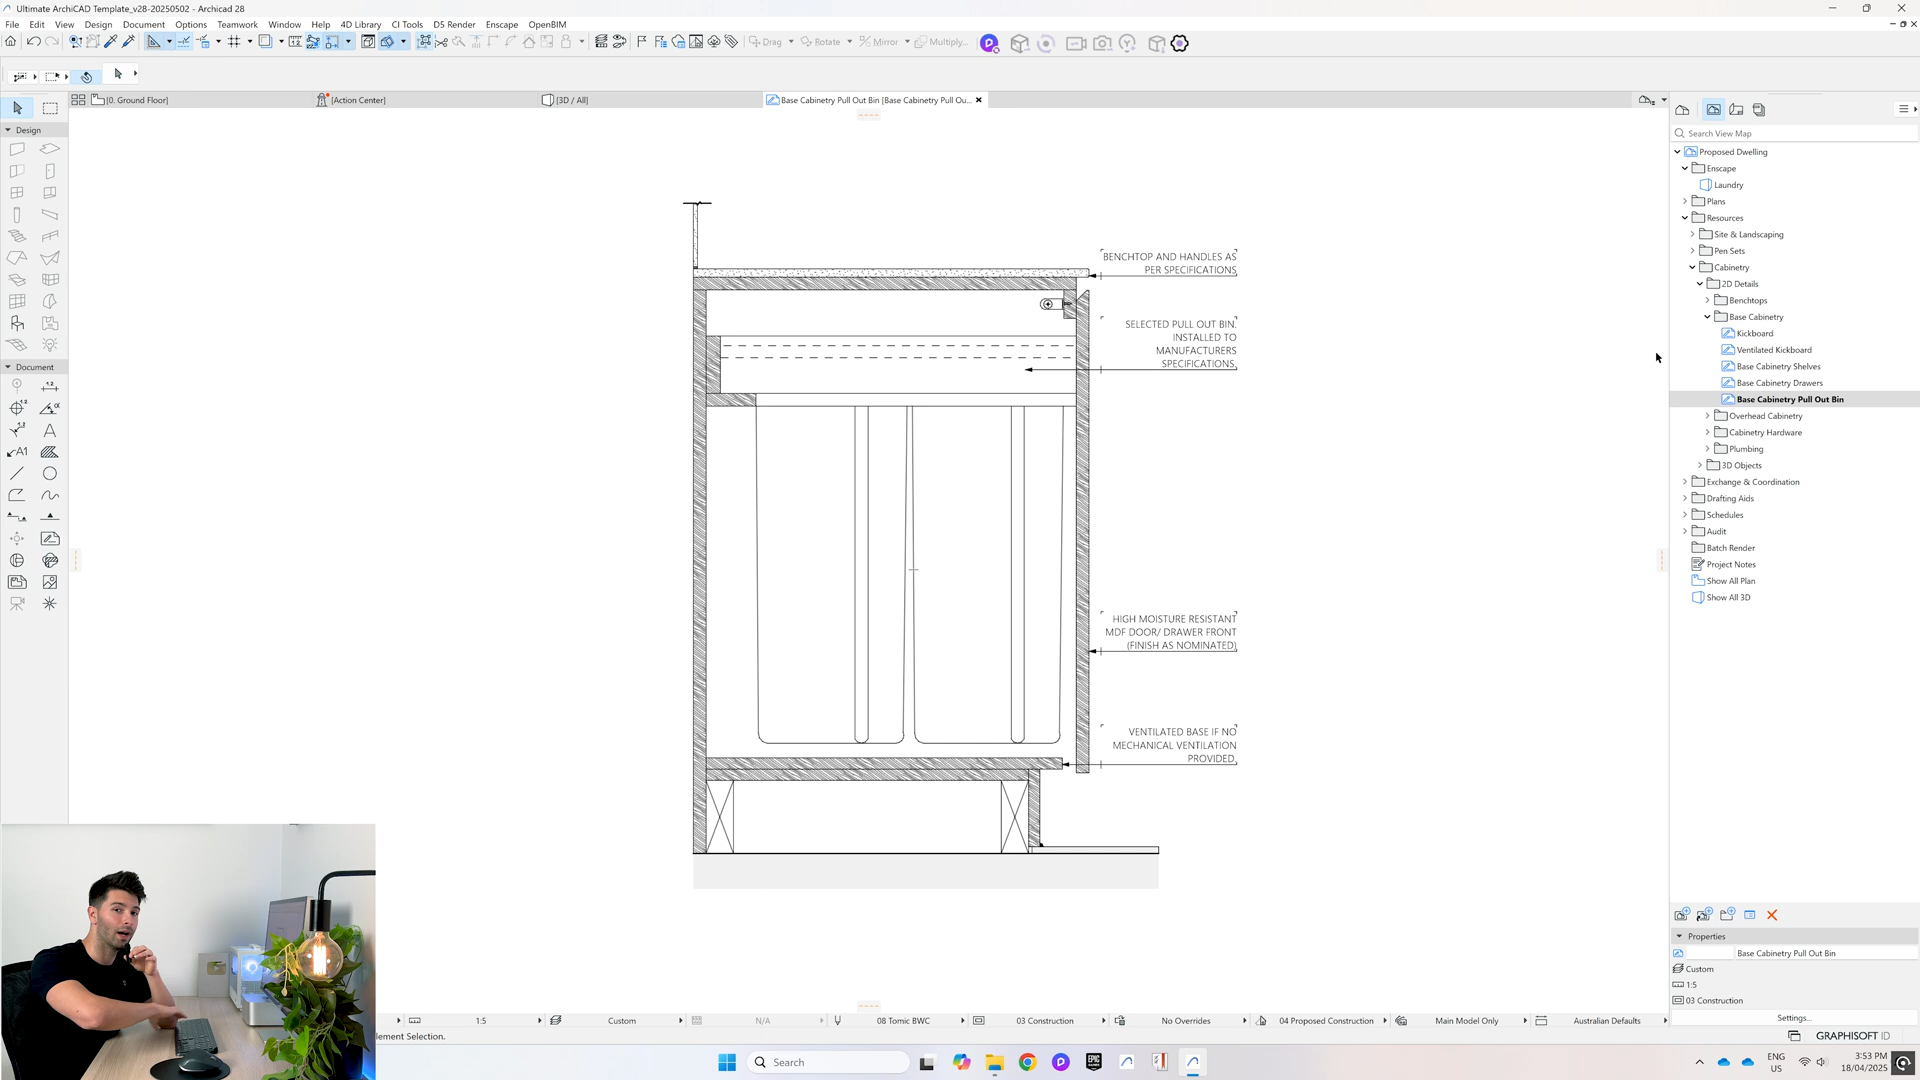 Ultimate ArchiCAD Template_v28-20250502 - Archicad 28
File Edit View Design Document Options Teamwork Window Help 4D Library CI Tools D5 Render Enscape OpenBIM
Drag Rotate Mirror Multiply...
[0. Ground Floor] [Action Center] [3D / All] Base Cabinetry Pull Out Bin [Base Cabinetry Pull Ou...
Search View Map
Design
Document
A1
Proposed Dwelling
Enscape
Laundry
Plans
Resources
Site & Landscaping
Pen Sets
Cabinetry
2D Details
Benchtops
Base Cabinetry
Kickboard
Ventilated Kickboard
Base Cabinetry Shelves
Base Cabinetry Drawers
Base Cabinetry Pull Out Bin
Overhead Cabinetry
Cabinetry Hardware
Plumbing
3D Objects
Exchange & Coordination
Drafting Aids
Schedules
Audit
Batch Render
Project Notes
Show All Plan
Show All 3D
BENCHTOP AND HANDLES AS
PER SPECIFICATIONS
SELECTED PULL OUT BIN.
INSTALLED TO
MANUFACTURERS
SPECIFICATIONS.
HIGH MOISTURE RESISTANT
MDF DOOR/ DRAWER FRONT
(FINISH AS NOMINATED)
VENTILATED BASE IF NO
MECHANICAL VENTILATION
PROVIDED.
Properties
Base Cabinetry Pull Out Bin
Custom
1:5
03 Construction
Settings...
1:5 Custom N/A 08 Tomic BWC 03 Construction No Overrides 04 Proposed Construction Main Model Only Australian Defaults
lement Selection.
GRAPHISOFT ID
Search
EPIC
ENG
US
3:53 PM
18/04/2025